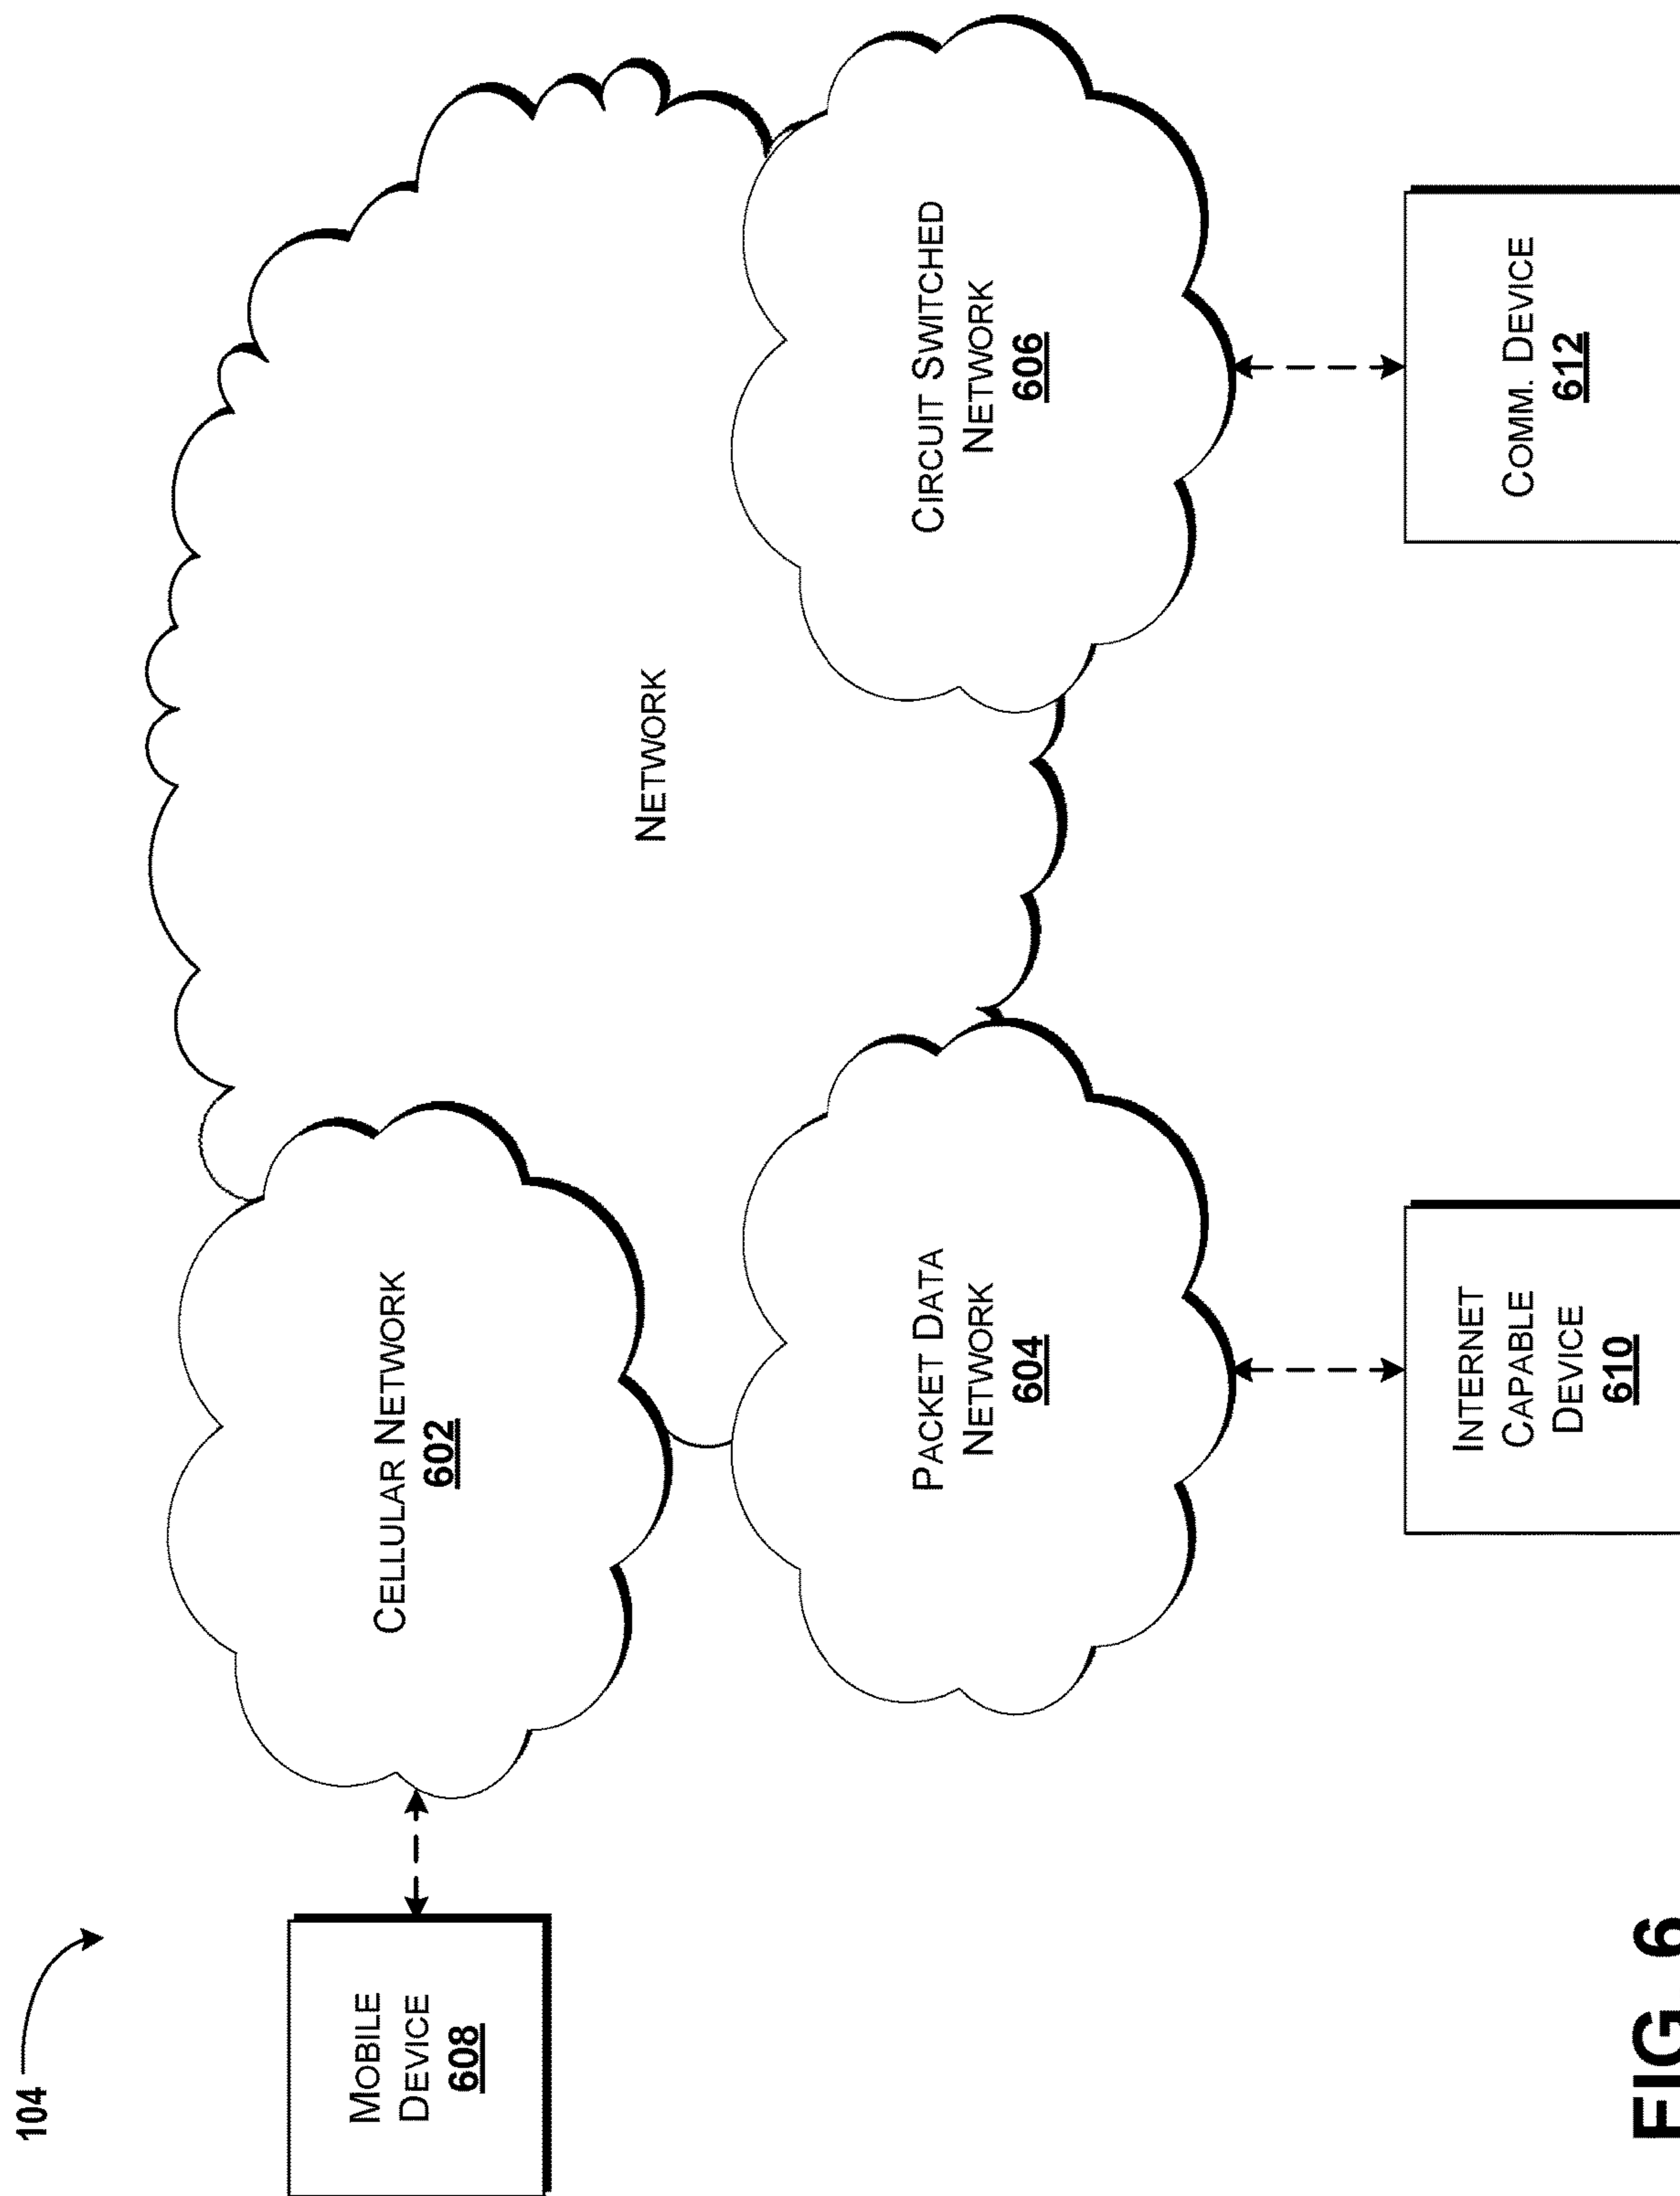 104
NETWORK
CELLULAR NETWORK
602
MOBILE
DEVICE
608
PACKET DATA
NETWORK
604
CIRCUIT SWITCHED
NETWORK
606
INTERNET
CAPABLE
DEVICE
610
COMM. DEVICE
612
FIG. 6